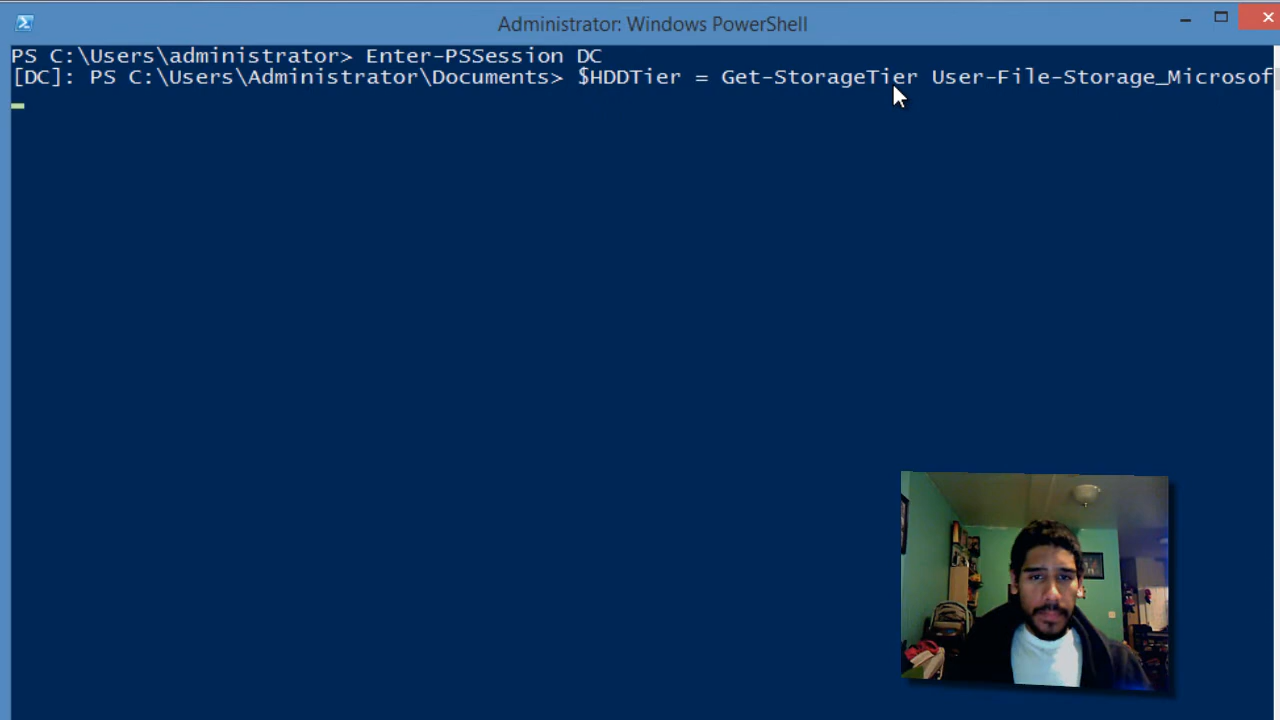 Administrator: Windows PowerShell
PS C:\Users\administrator> Enter-PSSession DC
[DC]: PS C:\Users\Administrator\Documents> $HDDTier = Get-StorageTier User-File-Storage_Microsof